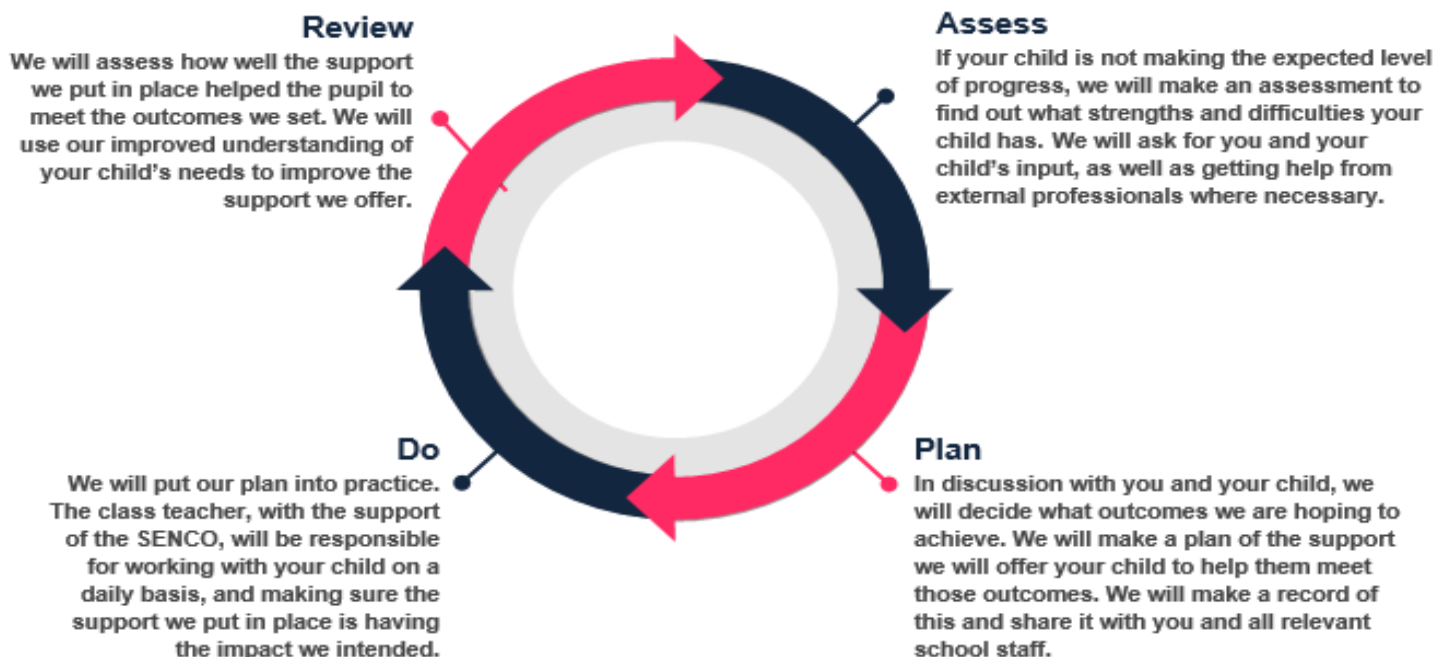 Review
We will assess how well the support
we put in place helped the pupil to
meet the outcomes we set. We will
use our improved understanding of
your child's needs to improve the
support we offer.
Assess
If your child is not making the expected level
of progress, we will make an assessment to
find out what strengths and difficulties your
child has. We will ask for you and your
child's input, as well as getting help from
external professionals where necessary.
Do
We will put our plan into practice.
The class teacher, with the support
of the SENCO, will be responsible
for working with your child on a
daily basis, and making sure the
support we put in place is having
the impact we intended.
Plan
In discussion with you and your child, we
will decide what outcomes we are hoping to
achieve. We will make a plan of the support
we will offer your child to help them meet
those outcomes. We will make a record of
this and share it with you and all relevant
school staff.